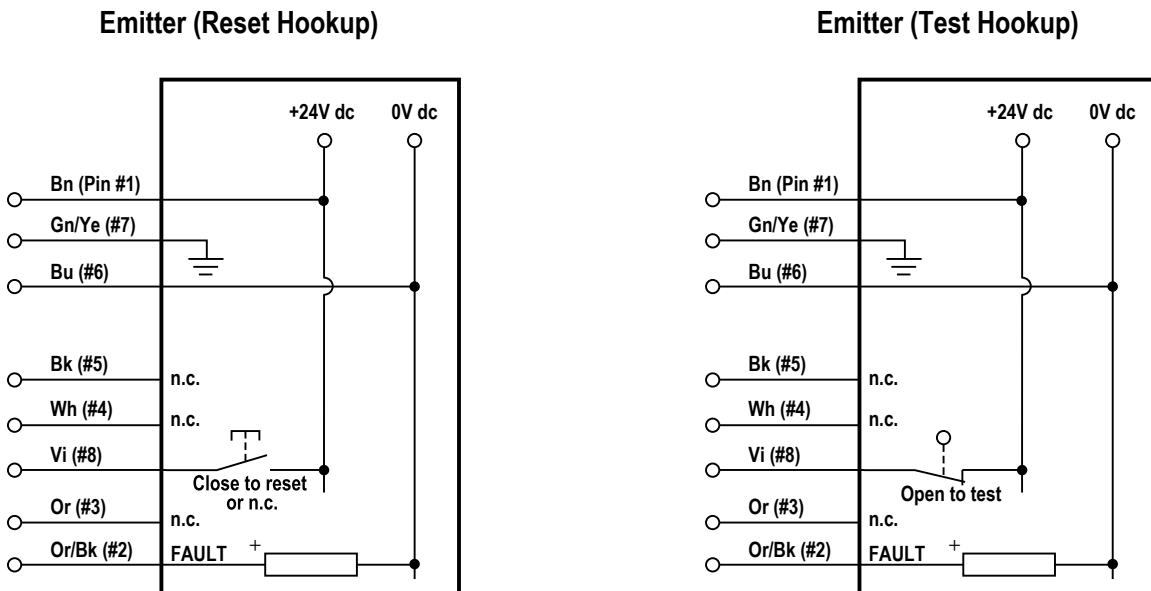 Emitter (Reset Hookup)
+24V dc 0V dc
Bn (Pin #1)
Gn/Ye (#7)
Bu (#6)
Bk (#5)
n.c.
Wh (#4)
n.c.
Vi (#8)
Close to reset
or n.c.
Or (#3)
n.c.
Or/Bk (#2)
FAULT +
Emitter (Test Hookup)
+24V dc 0V dc
Bn (Pin #1)
Gn/Ye (#7)
Bu (#6)
Bk (#5)
n.c.
Wh (#4)
n.c.
Vi (#8)
Open to test
Or (#3)
n.c.
Or/Bk (#2)
FAULT +